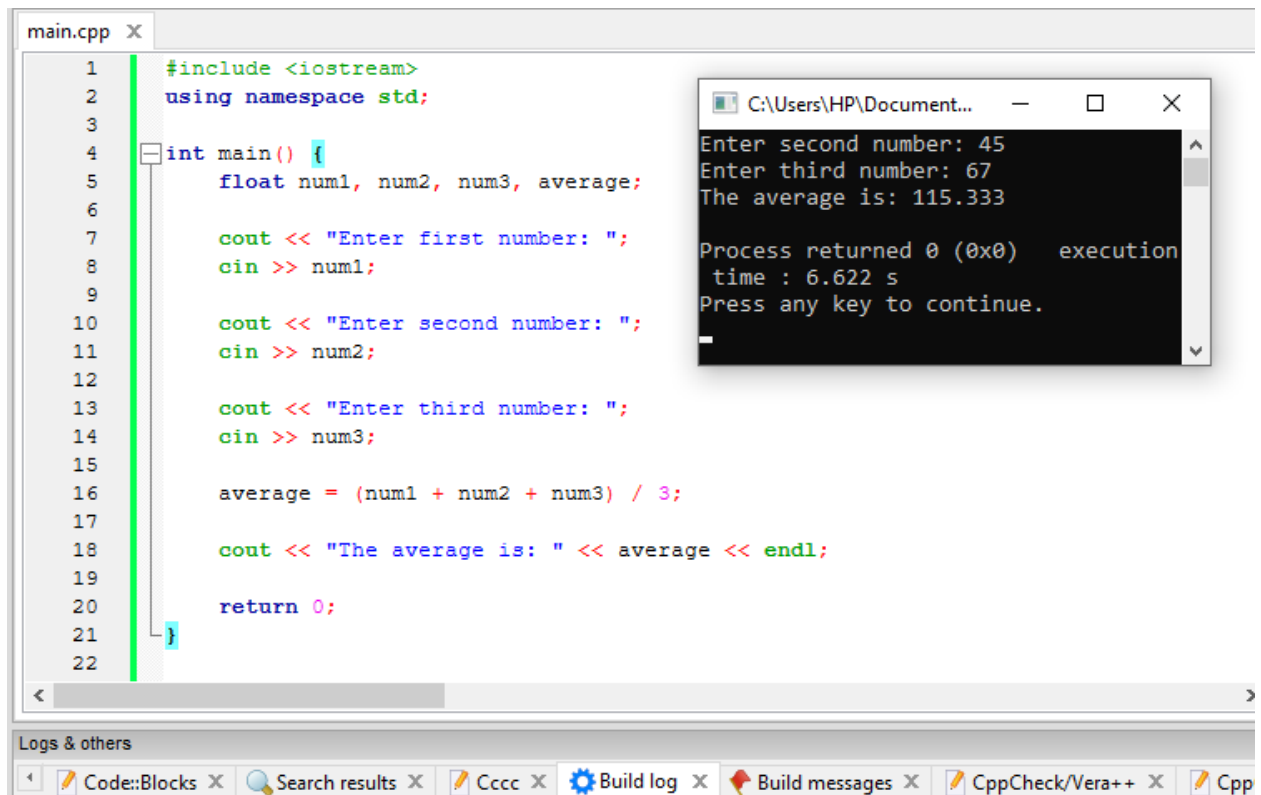 main.cpp X
1 #include <iostream>
2 using namespace std;
3
4 int main() {
5 float num1, num2, num3, average;
6
7 cout << "Enter first number: ";
8 cin >> num1;
9
10 cout << "Enter second number: ";
11 cin >> num2;
12
13 cout << "Enter third number: ";
14 cin >> num3;
15
16 average = (num1 + num2 + num3) / 3;
17
18 cout << "The average is: " << average << endl;
19
20 return 0;
21 }
22
C:\Users\HP\Document...
Enter second number: 45
Enter third number: 67
The average is: 115.333
Process returned 0 (0x0) execution
time : 6.622 s
Press any key to continue.
Logs & others
Code::Blocks X Search results X Cccc X Build log X Build messages X CppCheck/Vera++ X Cpp